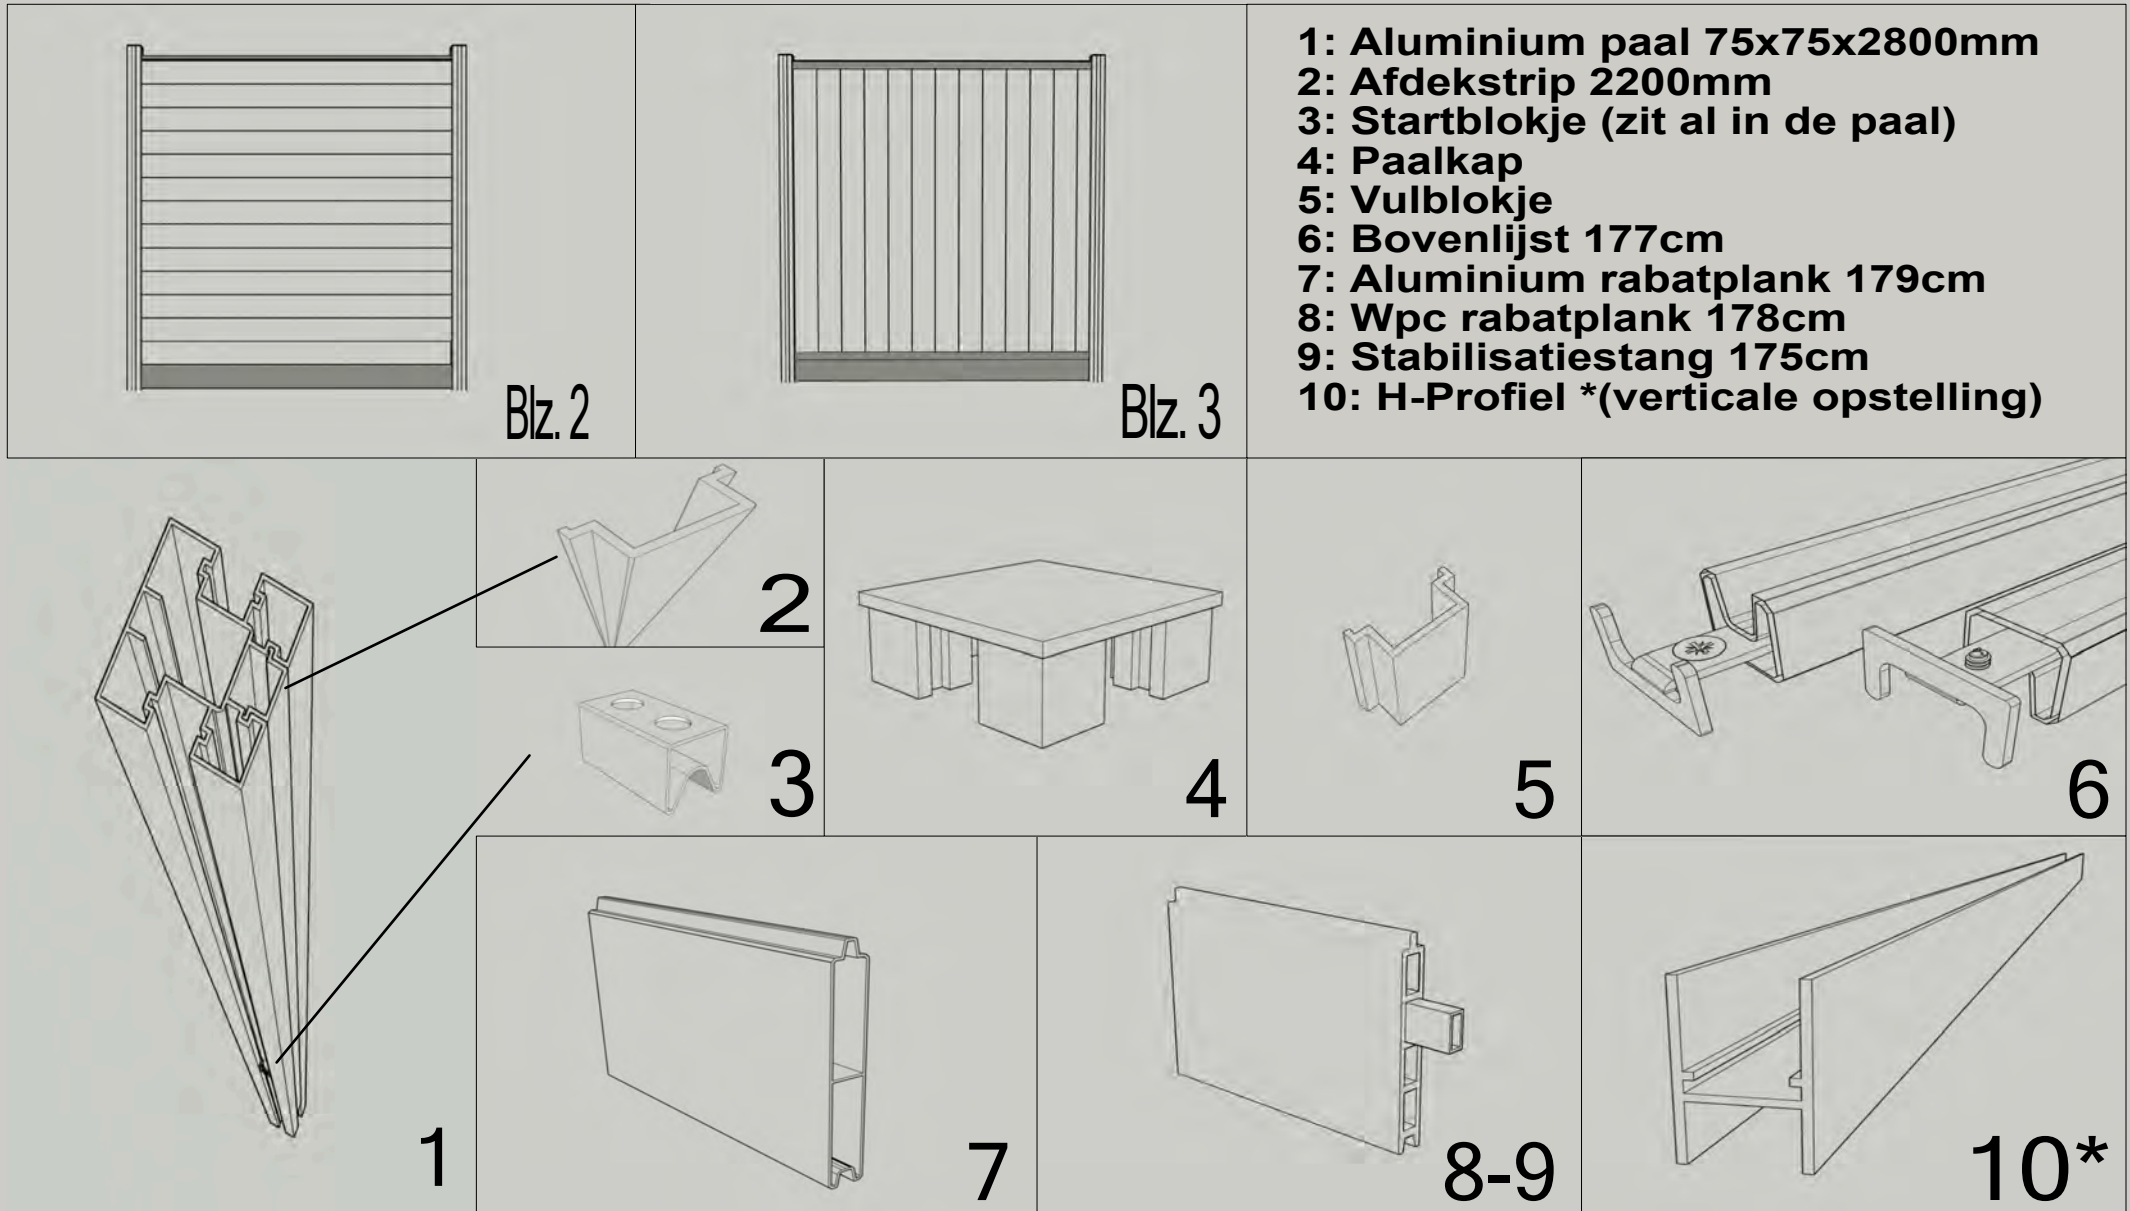 Blz. 2
Blz. 3
1: Aluminium paal 75x75x2800mm
2: Afdekstrip 2200mm
3: Startblokje (zit al in de paal)
4: Paalkap
5: Vulblokje
6: Bovenlijst 177cm
7: Aluminium rabatplank 179cm
8: Wpc rabatplank 178cm
9: Stabilisatiestang 175cm
10: H-Profiel *(verticale opstelling)
1
2
3
4
5
6
7
8-9
10*